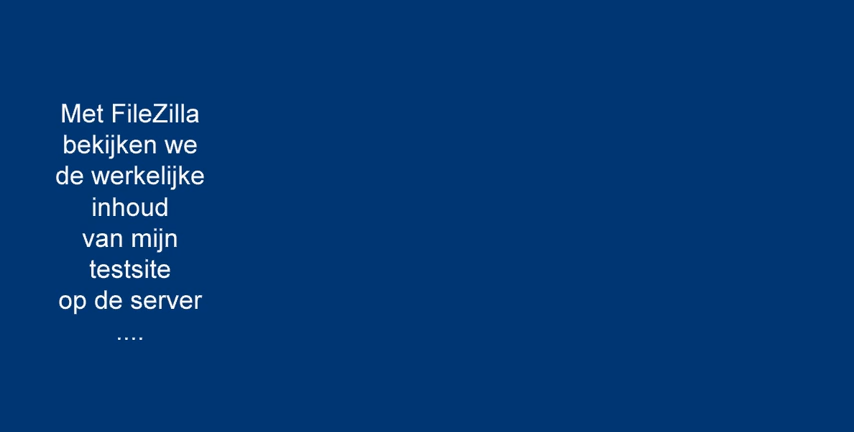 Met FileZilla
bekijken we
de werkelijke
inhoud
van mijn
testsite
op de server
....